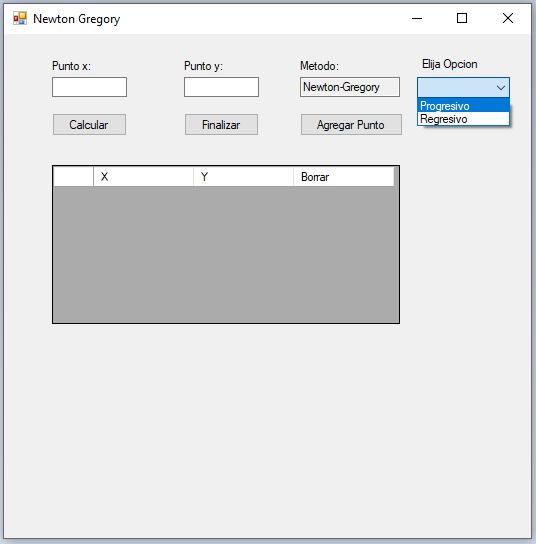 Newton Gregory
Punto x:
Punto y:
Metodo:
Elija Opcion
Newton-Gregory
Progresivo
Regresivo
Calcular
Finalizar
Agregar Punto
X
Y
Borrar